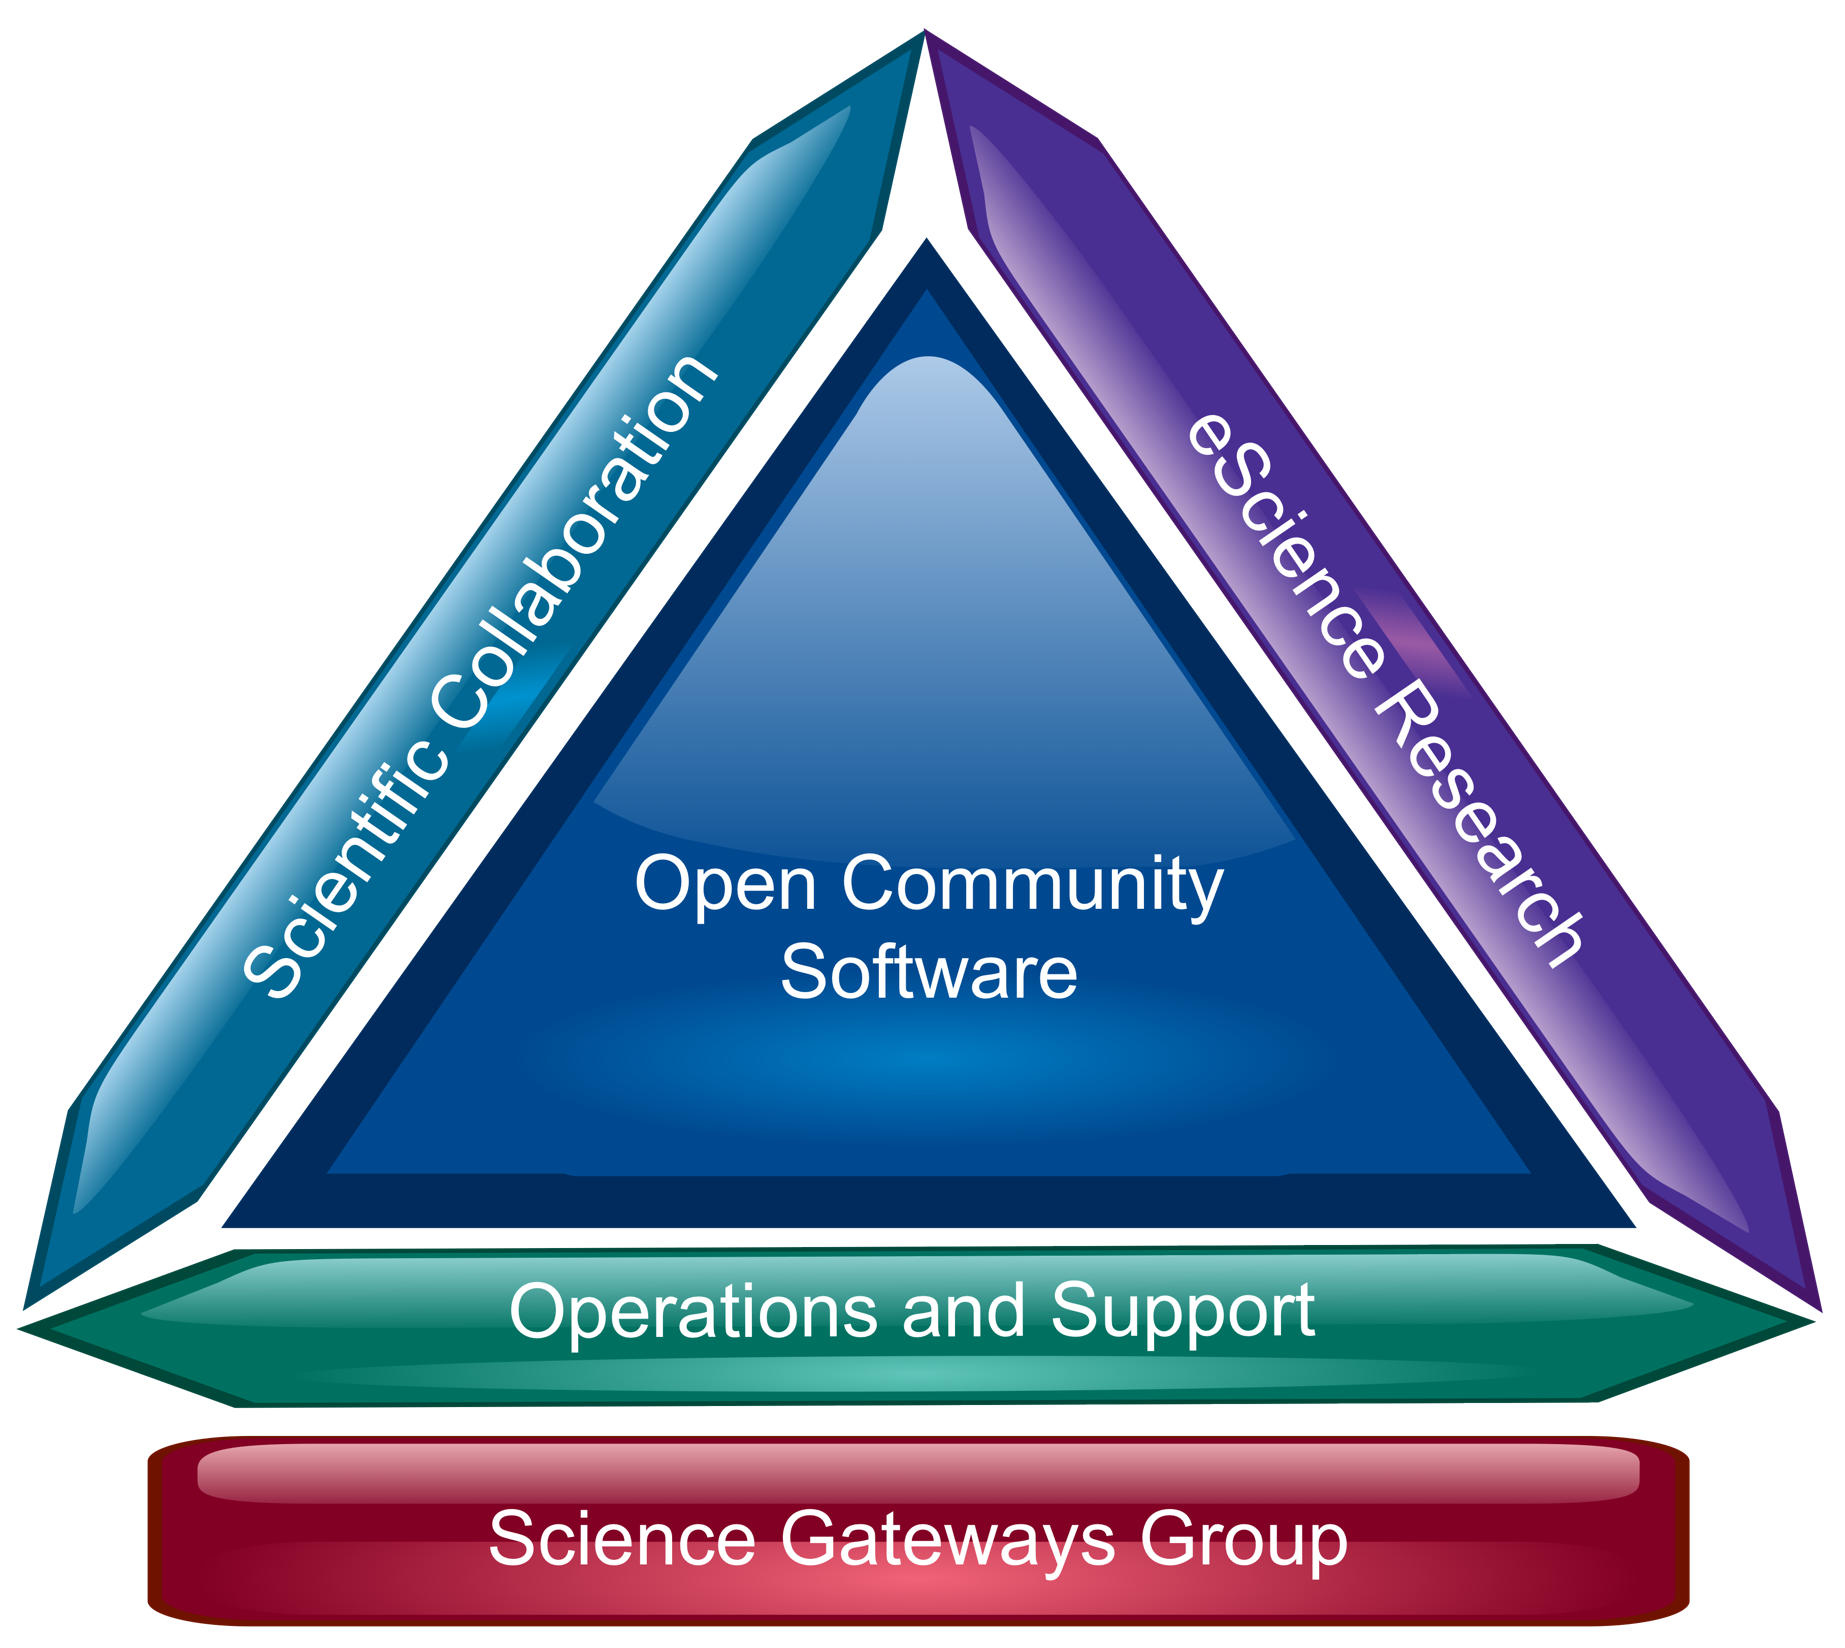 Scientific Collaboration
eScience Research
Open Community
Software
Operations and Support
Science Gateways Group